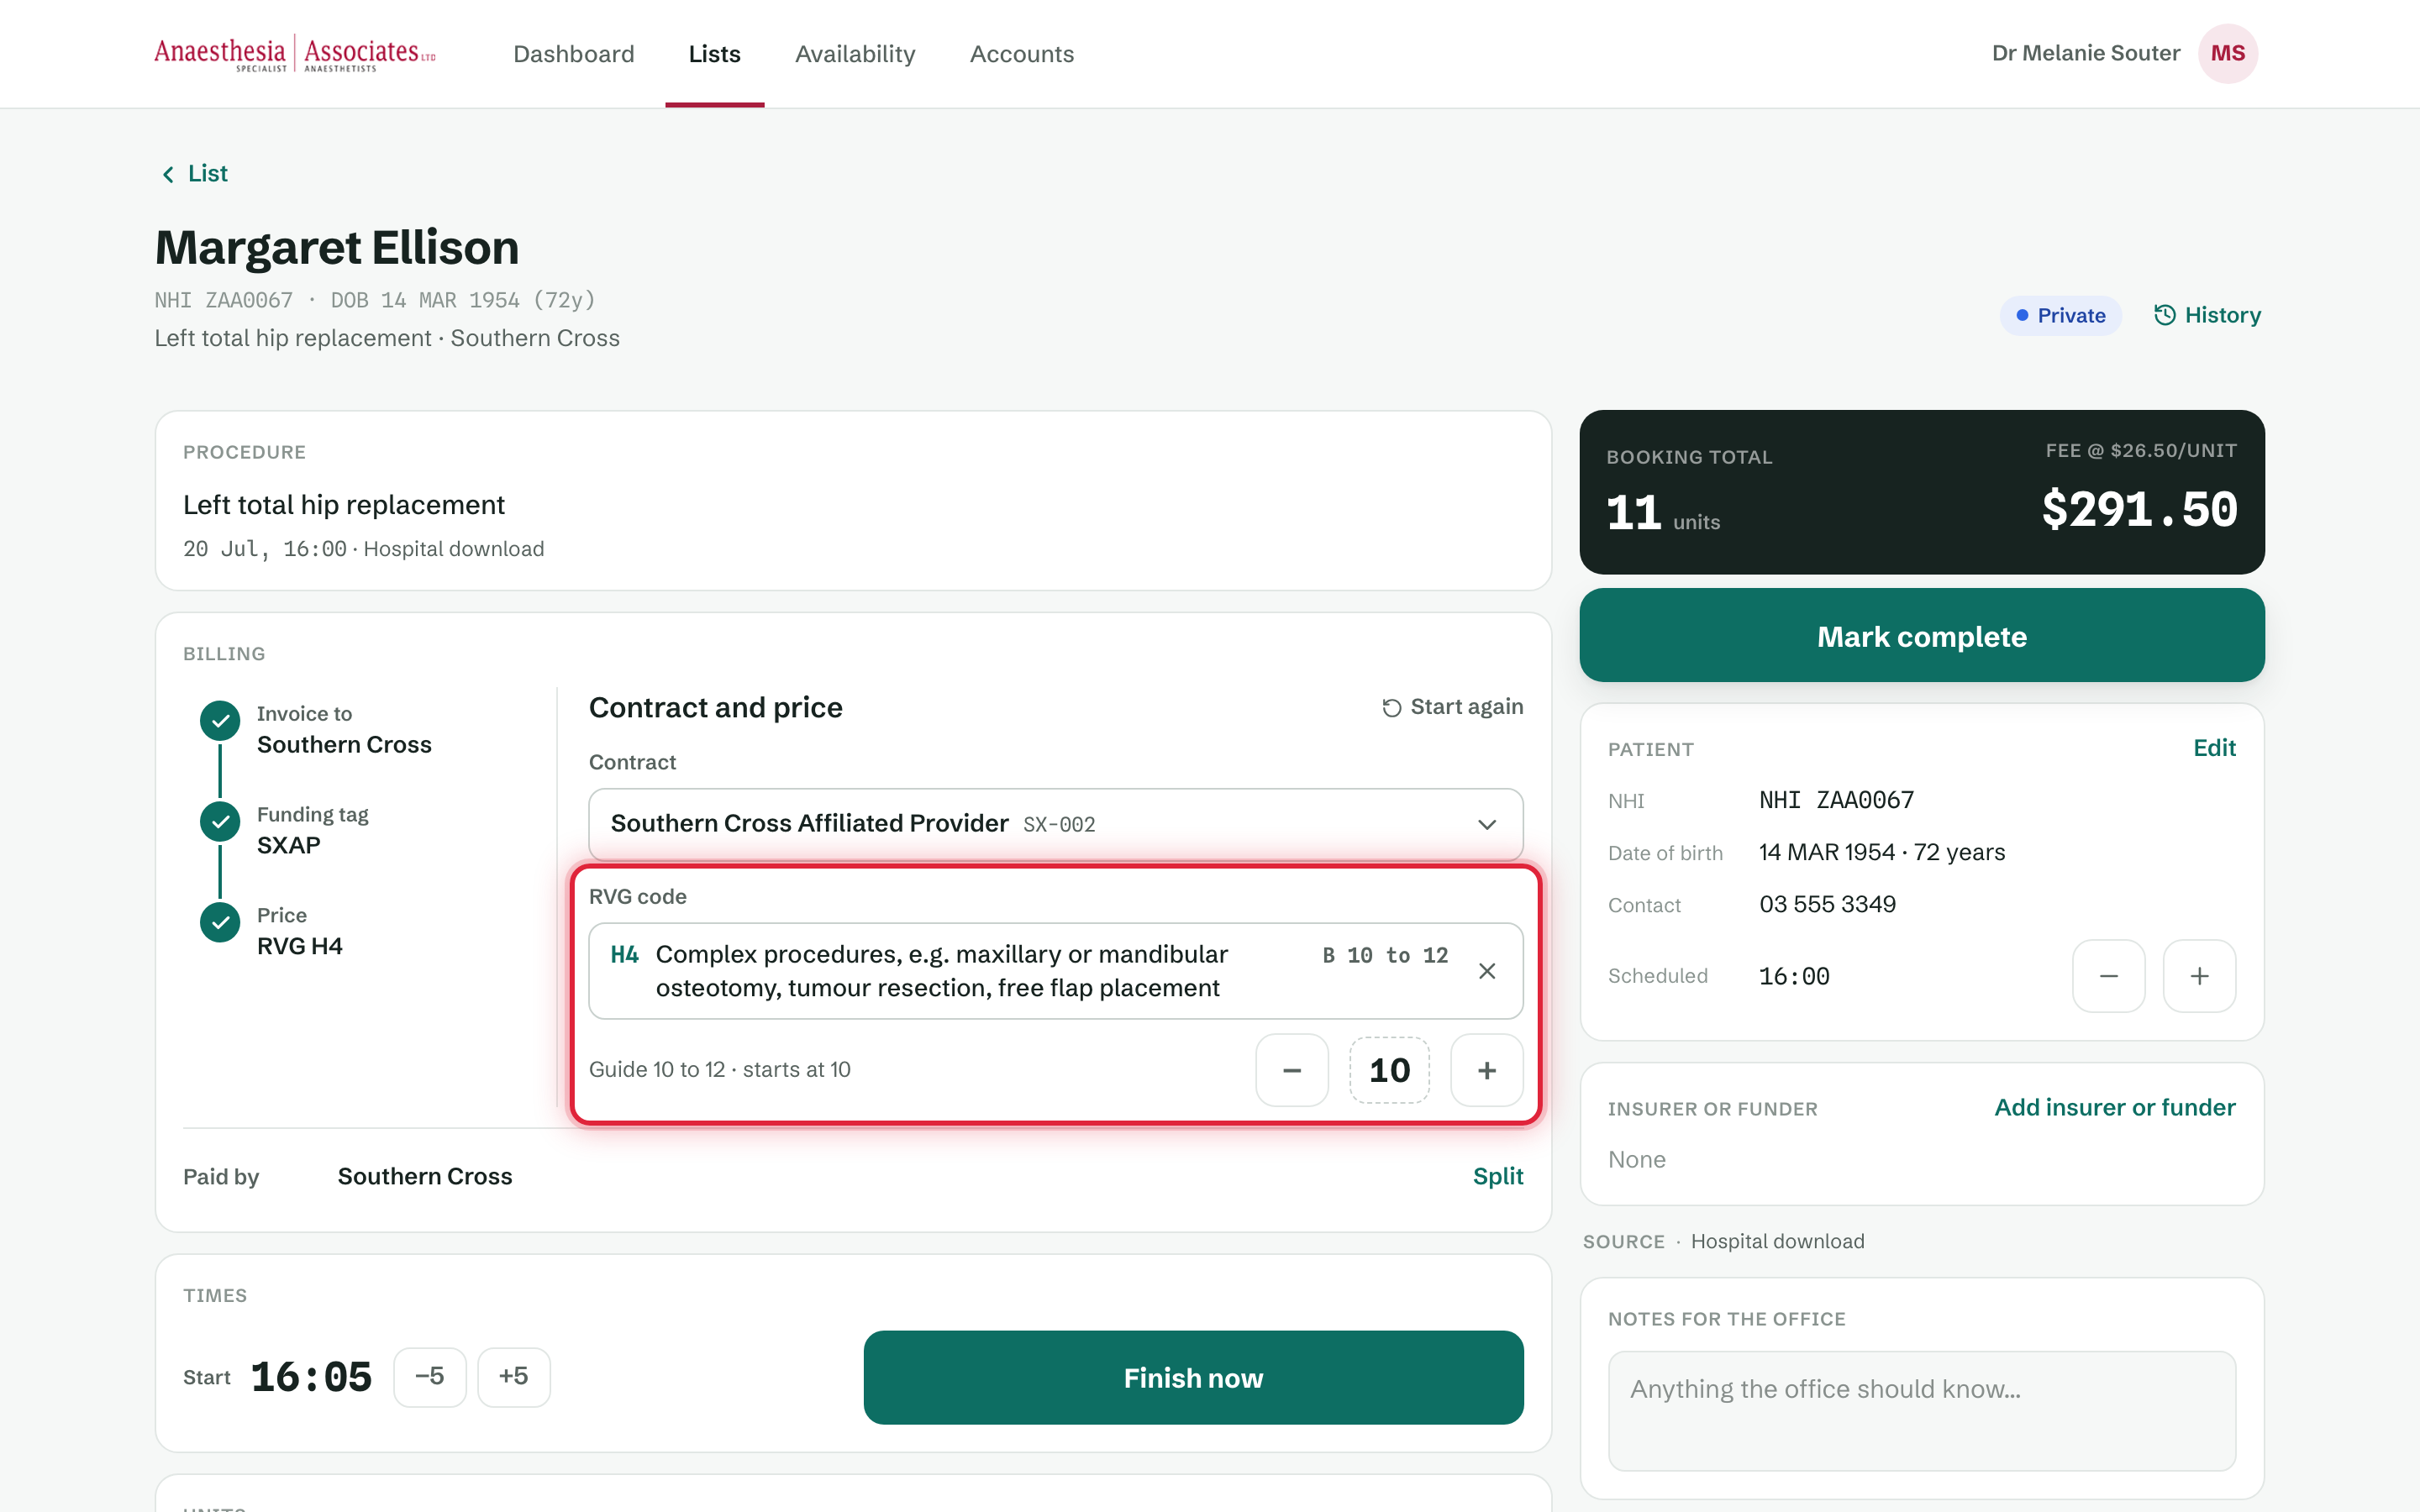 Anaesthesia | Associates LTD
SPECIALIST ANAESTHETISTS
Dashboard
Lists
Availability
Accounts
Dr Melanie Souter
MS
List
Margaret Ellison
NHI ZAA0067 · DOB 14 MAR 1954 (72y)
Left total hip replacement · Southern Cross
Private
History
PROCEDURE
Left total hip replacement
20 Jul, 16:00 · Hospital download
BILLING
Invoice to
Southern Cross
Funding tag
SXAP
Price
RVG H4
Contract and price
Start again
Contract
Southern Cross Affiliated Provider SX-002
RVG code
H4 Complex procedures, e.g. maxillary or mandibular B 10 to 12
osteotomy, tumour resection, free flap placement
Guide 10 to 12 · starts at 10
− 10 +
Paid by Southern Cross Split
TIMES
Start 16:05 −5 +5
Finish now
BOOKING TOTAL
11 units
FEE @ $26.50/UNIT
$291.50
Mark complete
PATIENT
Edit
NHI NHI ZAA0067
Date of birth 14 MAR 1954 · 72 years
Contact 03 555 3349
Scheduled 16:00 − +
INSURER OR FUNDER
Add insurer or funder
None
SOURCE · Hospital download
NOTES FOR THE OFFICE
Anything the office should know…